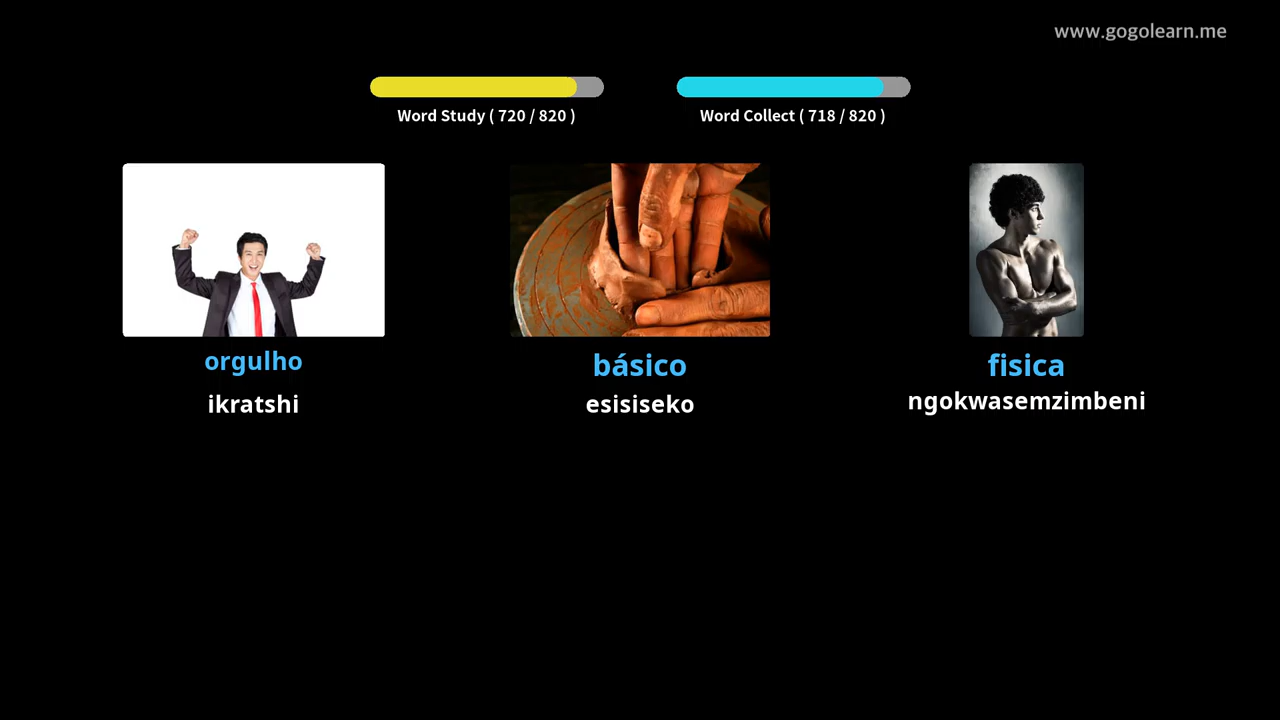 www.gogolearn.me
Word Study ( 720 / 820 )
Word Collect ( 718 / 820 )
orgulho
ikratshi
básico
esisiseko
fisica
ngokwasemzimbeni